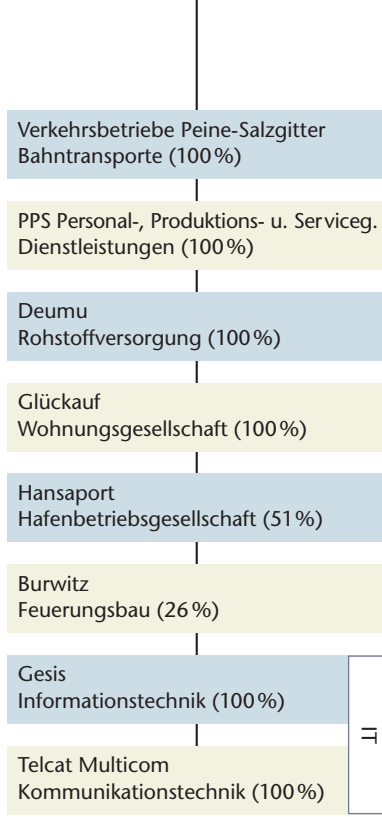 Verkehrsbetriebe Peine-Salzgitter
Bahntransporte (100 %)
PPS Personal-, Produktions- u. Serviceg.
Dienstleistungen (100 %)
Deumu
Rohstoffversorgung (100 %)
Glückauf
Wohnungsgesellschaft (100 %)
Hansaport
Hafenbetriebsgesellschaft (51 %)
Burwitz
Feuerungsbau (26 %)
Gesis
Informationstechnik (100 %)
IT
Telcat Multicom
Kommunikationstechnik (100 %)